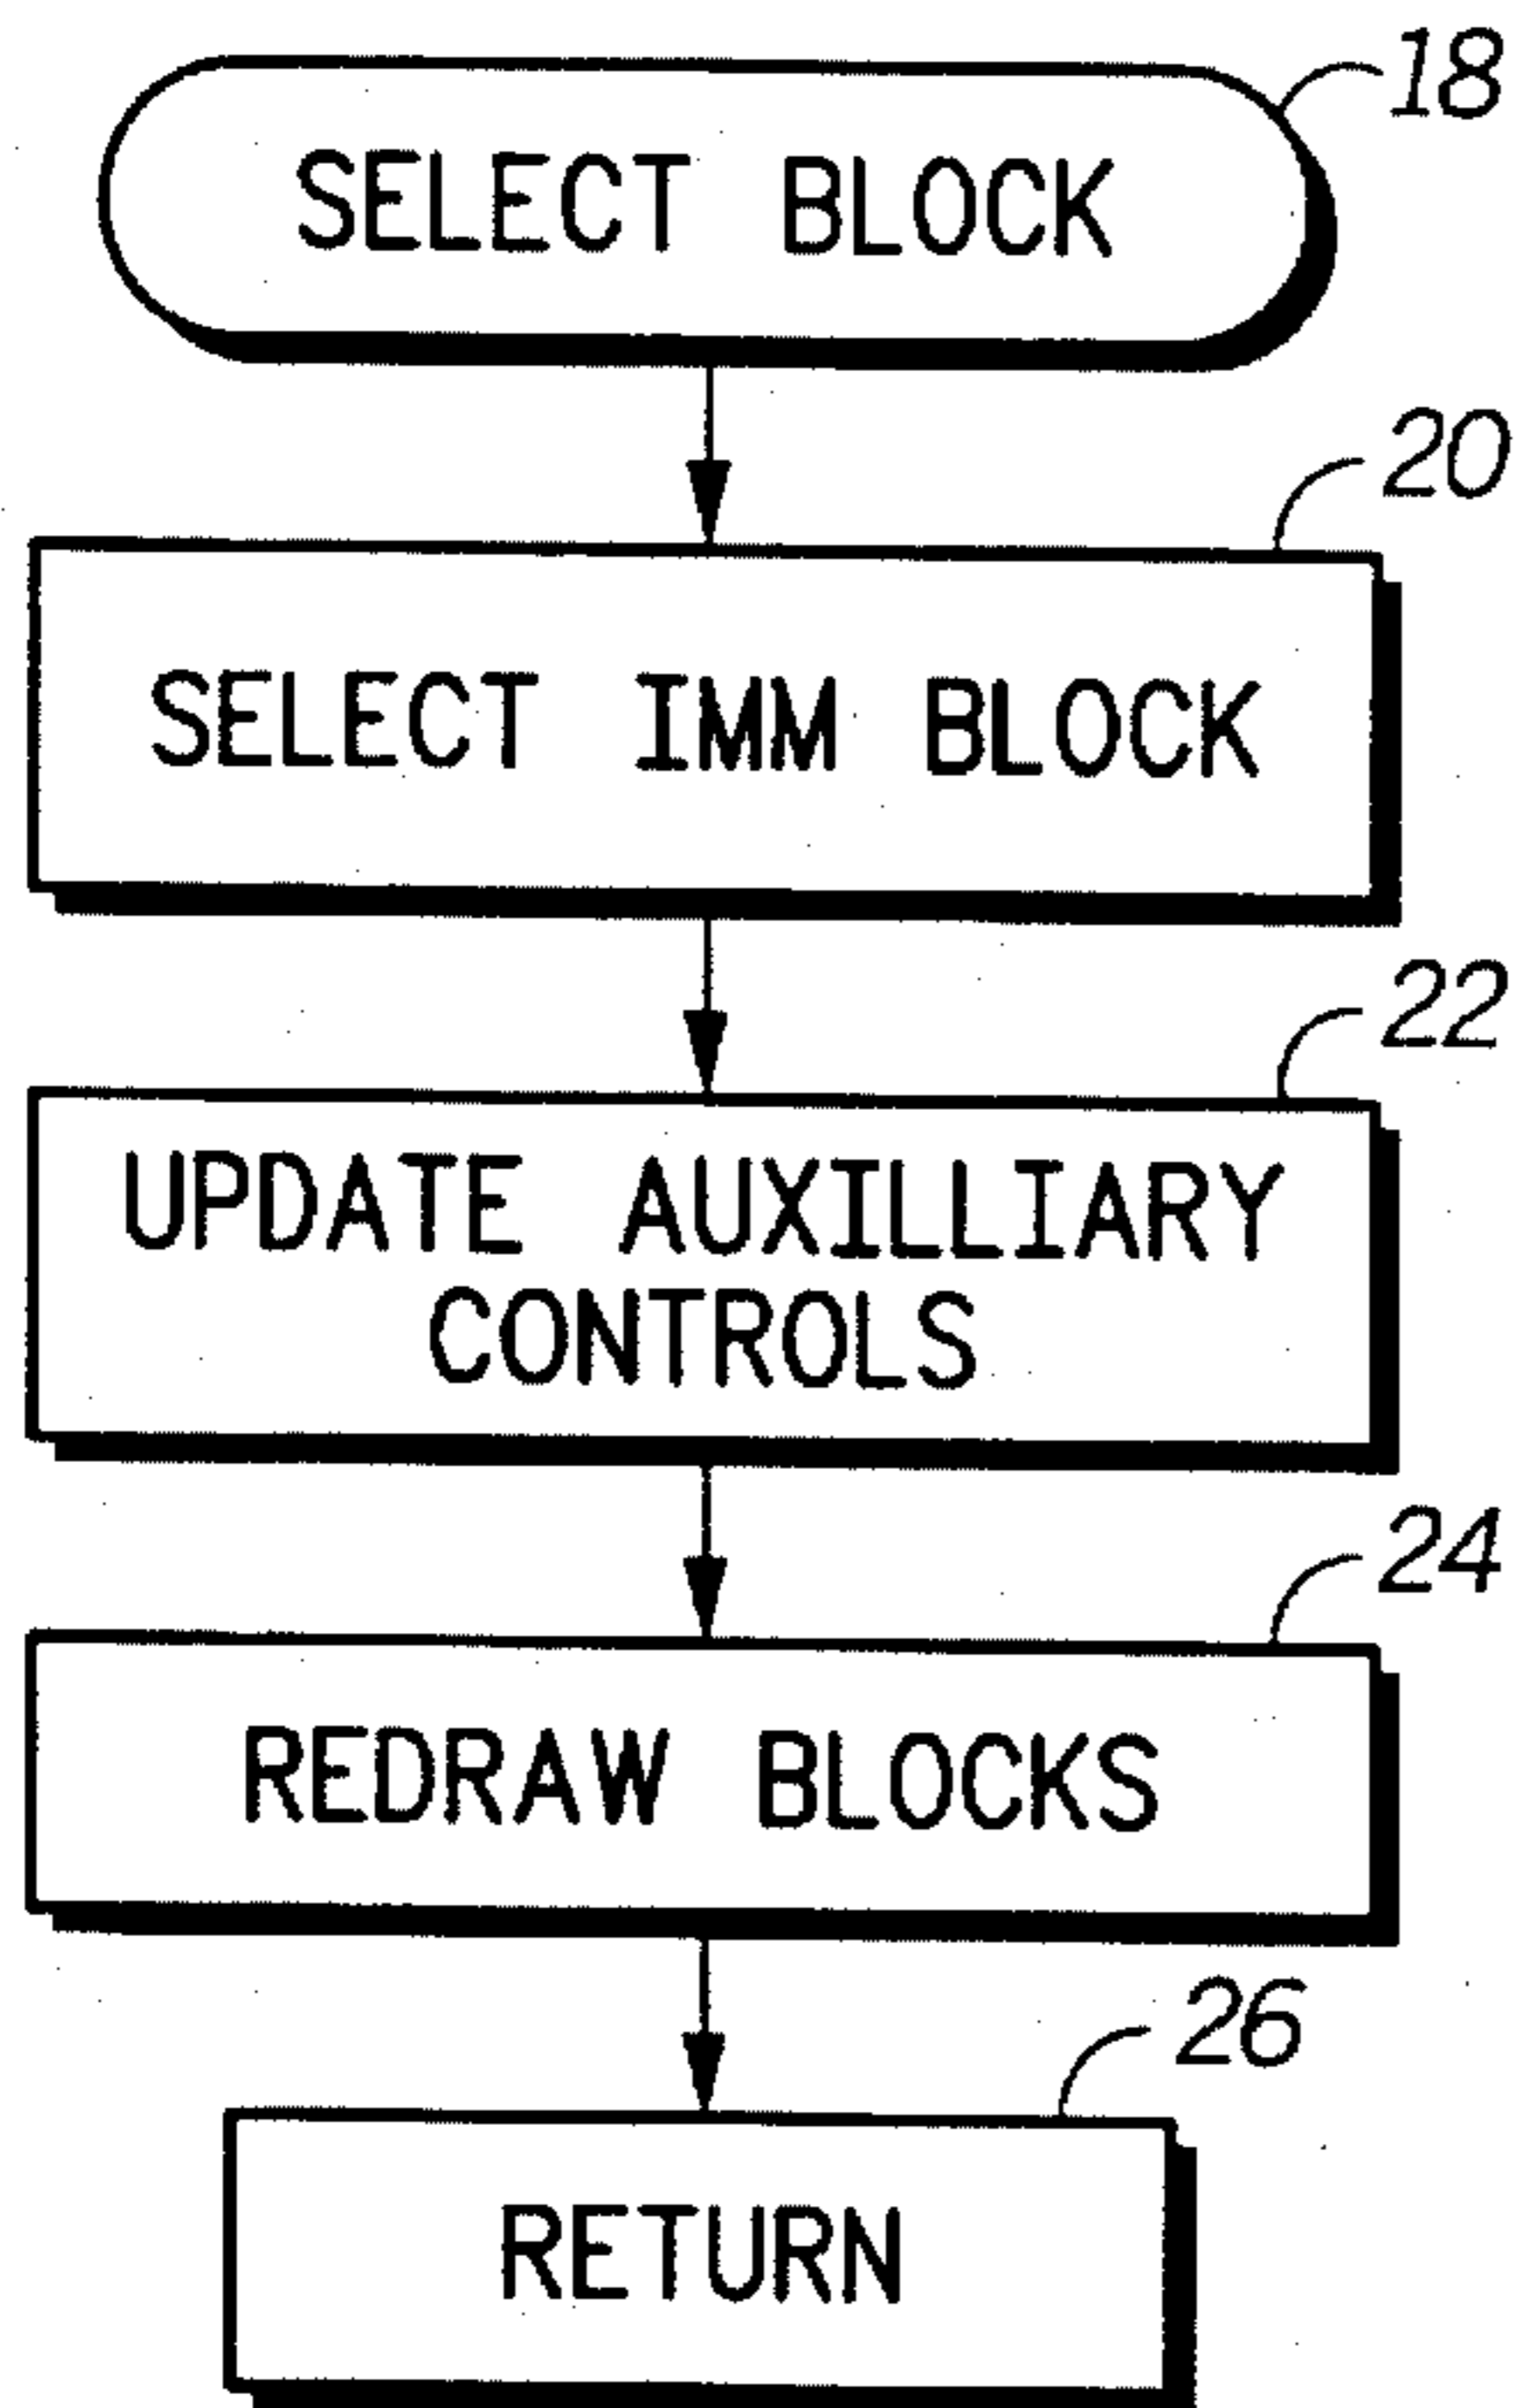 18
SELECT BLOCK
20
SELECT IMM BLOCK
22
UPDATE AUXILLIARY
CONTROLS
24
REDRAW BLOCKS
26
RETURN